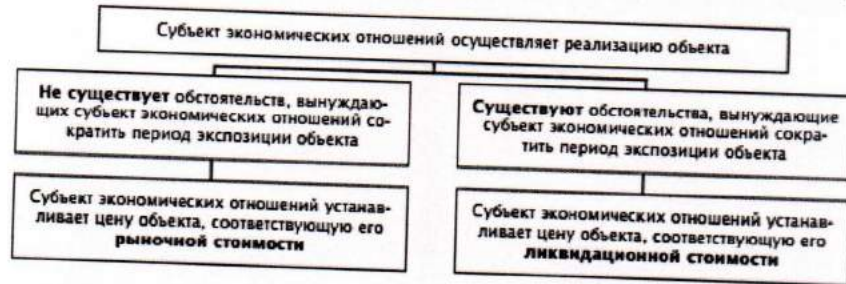 Субъект экономических отношений осуществляет реализацию объекта
Не существует обстоятельств, вынуждаю-
щих субъект экономических отношений со-
кратить период экспозиции объекта
Существуют обстоятельства, вынуждающие
субъект экономических отношений сокра-
тить период экспозиции объекта
Субъект экономических отношений устанав-
ливает цену объекта, соответствующую его
рыночной стоимости
Субъект экономических отношений устанав-
ливает цену объекта, соответствующую его
ликвидационной стоимости